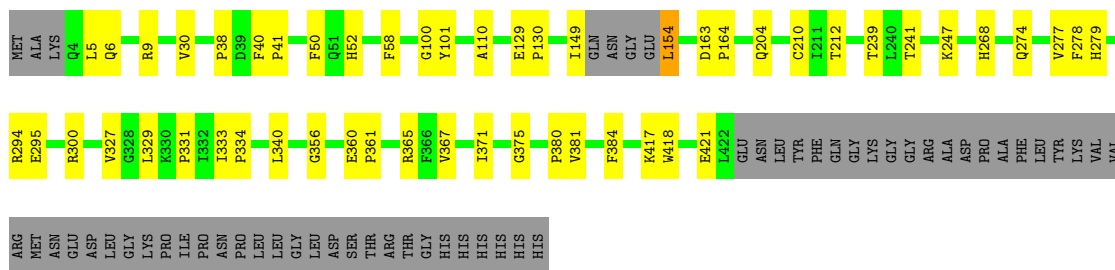 MET ALA LYS Q4 L5 Q6 R9 V30 P38 D39 F40 P41 F50 Q51 H52 F58 G100 Y101 A110 E129 P130 I149 GLN ASN GLY GLU L154 D163 P164 Q204 C210 I211 T212 T239 L240 T241 K247 H268 Q274 V277 F278 H279
R294 E295 R300 V327 G328 L329 K330 P331 I332 I333 P334 L340 G356 E360 P361 R365 F366 V367 I371 G375 P380 V381 F384 K417 W418 E421 L422 GLU ASN LEU TYR PHE GLN GLY LYS GLY GLY ARG ALA ASP PRO ALA PHE LEU TYR LYS VAL VAL
ARG MET ASN GLU ASP LEU GLY LYS PRO ILE PRO ASN PRO LEU LEU GLY LEU ASP SER THR ARG THR GLY HIS HIS HIS HIS HIS HIS